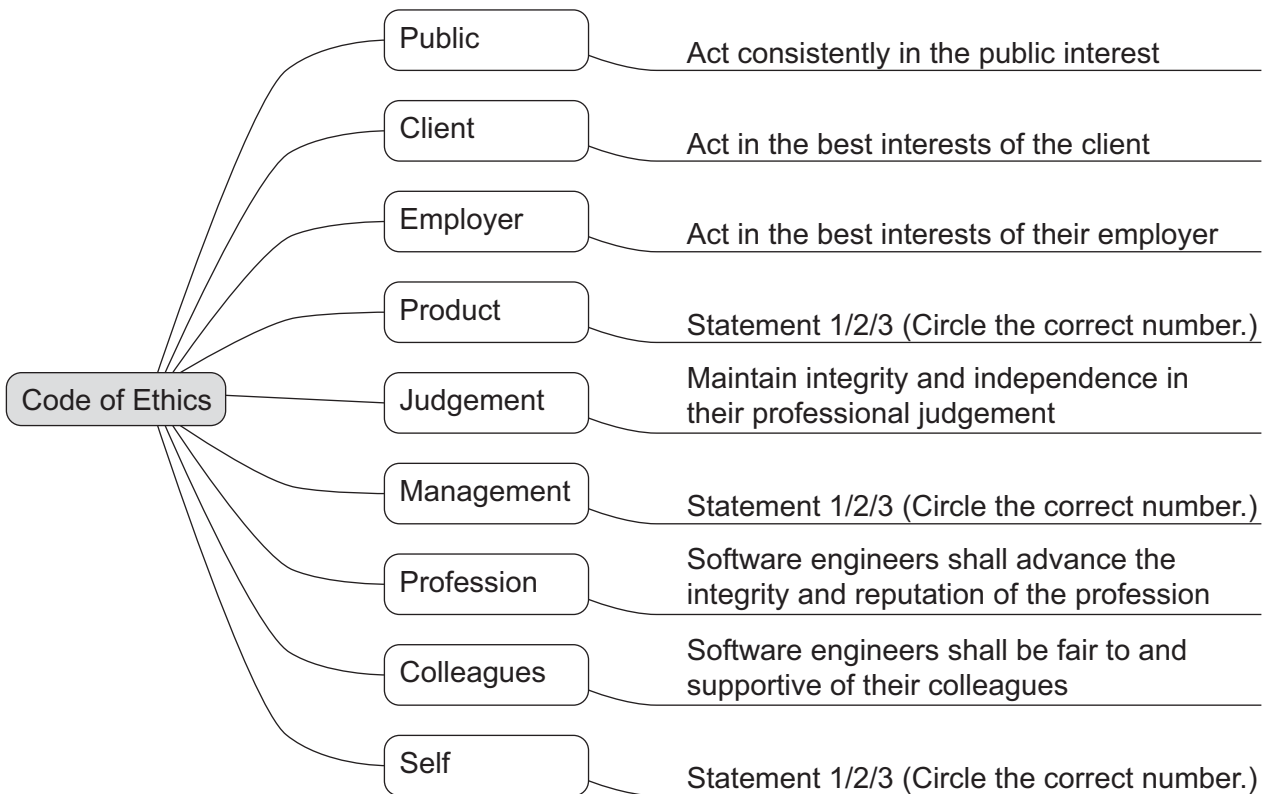 Public
Act consistently in the public interest
Client
Act in the best interests of the client
Employer
Act in the best interests of their employer
Product
Statement 1/2/3 (Circle the correct number.)
Code of Ethics
Judgement
Maintain integrity and independence in
their professional judgement
Management
Statement 1/2/3 (Circle the correct number.)
Profession
Software engineers shall advance the
integrity and reputation of the profession
Colleagues
Software engineers shall be fair to and
supportive of their colleagues
Self
Statement 1/2/3 (Circle the correct number.)